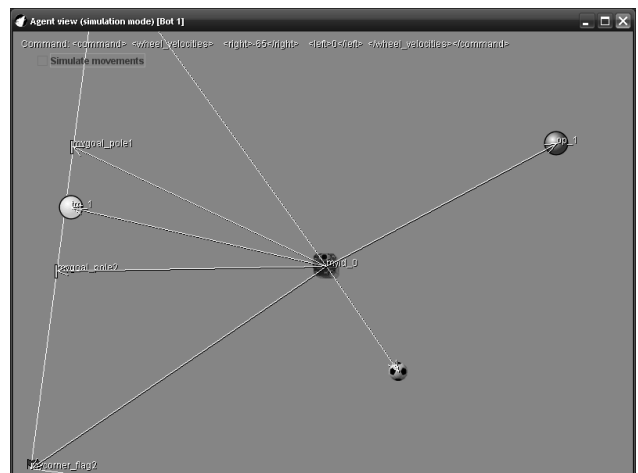 Agent view (simulation mode) [Bot 1]
Command: <command> <wheel_velocities> <right>-65</right> <left>0</left> </wheel_velocities></command>
Simulate movements
mygoal_pole1
op_1
tm_1
myid_0
mygoal_pole2
corner_flag2